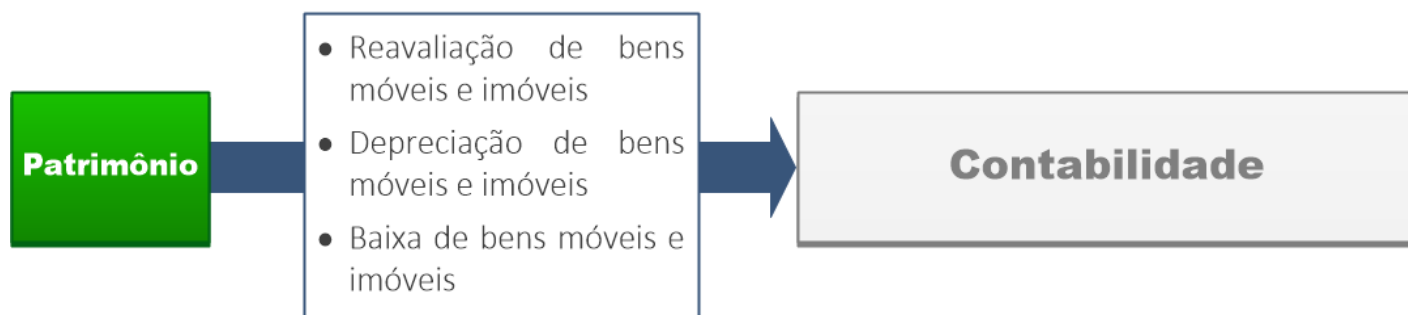 Patrimônio
● Reavaliação de bens
móveis e imóveis
● Depreciação de bens
móveis e imóveis
● Baixa de bens móveis e
imóveis
Contabilidade